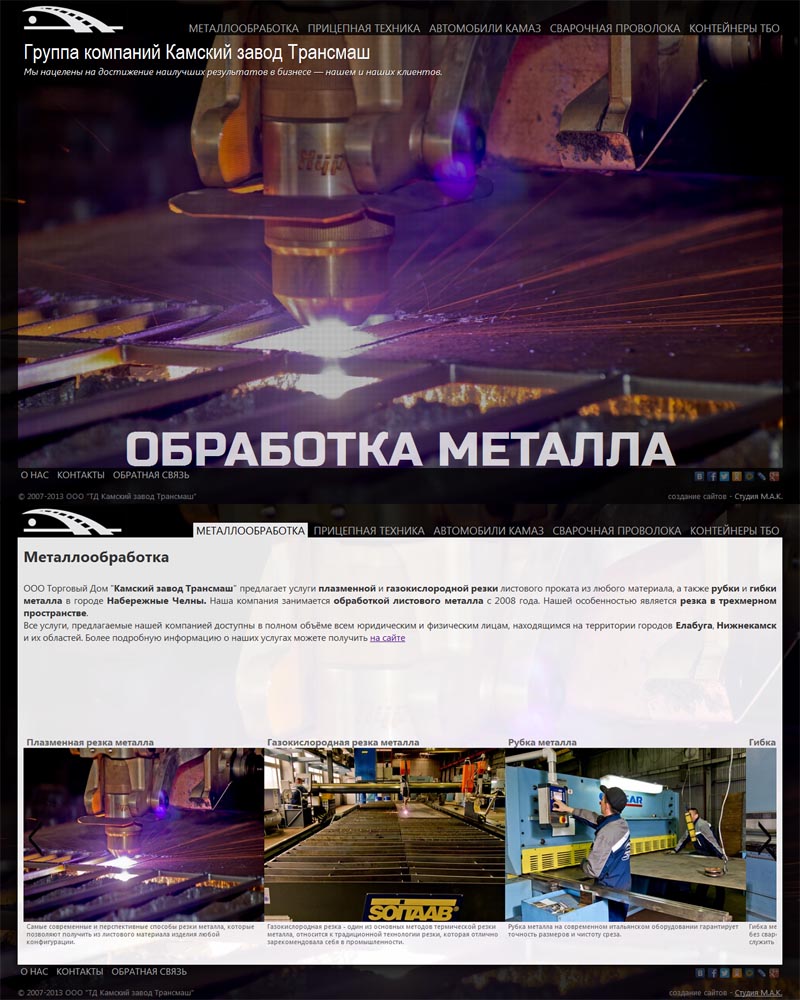 МЕТАЛЛООБРАБОТКА ПРИЦЕПНАЯ ТЕХНИКА АВТОМОБИЛИ КАМАЗ СВАРОЧНАЯ ПРОВОЛОКА КОНТЕЙНЕРЫ ТБО
Группа компаний Камский завод Трансмаш
Мы нацелены на достижение наилучших результатов в бизнесе — нашем и наших клиентов.
Hyp
ОБРАБОТКА МЕТАЛЛА
О НАС КОНТАКТЫ ОБРАТНАЯ СВЯЗЬ
© 2007-2013 ООО "ТД Камский завод Трансмаш" создание сайтов - Студия М.А.К.
МЕТАЛЛООБРАБОТКА ПРИЦЕПНАЯ ТЕХНИКА АВТОМОБИЛИ КАМАЗ СВАРОЧНАЯ ПРОВОЛОКА КОНТЕЙНЕРЫ ТБО
Металлообработка
ООО Торговый Дом "Камский завод Трансмаш" предлагает услуги плазменной и газокислородной резки листового проката из любого материала, а также рубки и гибки
металла в городе Набережные Челны. Наша компания занимается обработкой листового металла с 2008 года. Нашей особенностью является резка в трехмерном
пространстве.
Все услуги, предлагаемые нашей компанией доступны в полном объёме всем юридическим и физическим лицам, находящимся на территории городов Елабуга, Нижнекамск
и их областей. Более подробную информацию о наших услугах можете получить на сайте
Плазменная резка металла Газокислородная резка металла Рубка металла Гибка
SOITAAB
Самые современные и перспективные способы резки металла, которые
позволяют получить из листового материала изделия любой
конфигурации.
Газокислородная резка - один из основных методов термической резки
металла, относится к традиционной технологии резки, которая отлично
зарекомендовала себя в промышленности.
Рубка металла на современном итальянском оборудовании гарантирует
точность размеров и чистоту среза.
Гибка ме
без свар
служить
О НАС КОНТАКТЫ ОБРАТНАЯ СВЯЗЬ
© 2007-2013 ООО "ТД Камский завод Трансмаш" создание сайтов - Студия М.А.К.